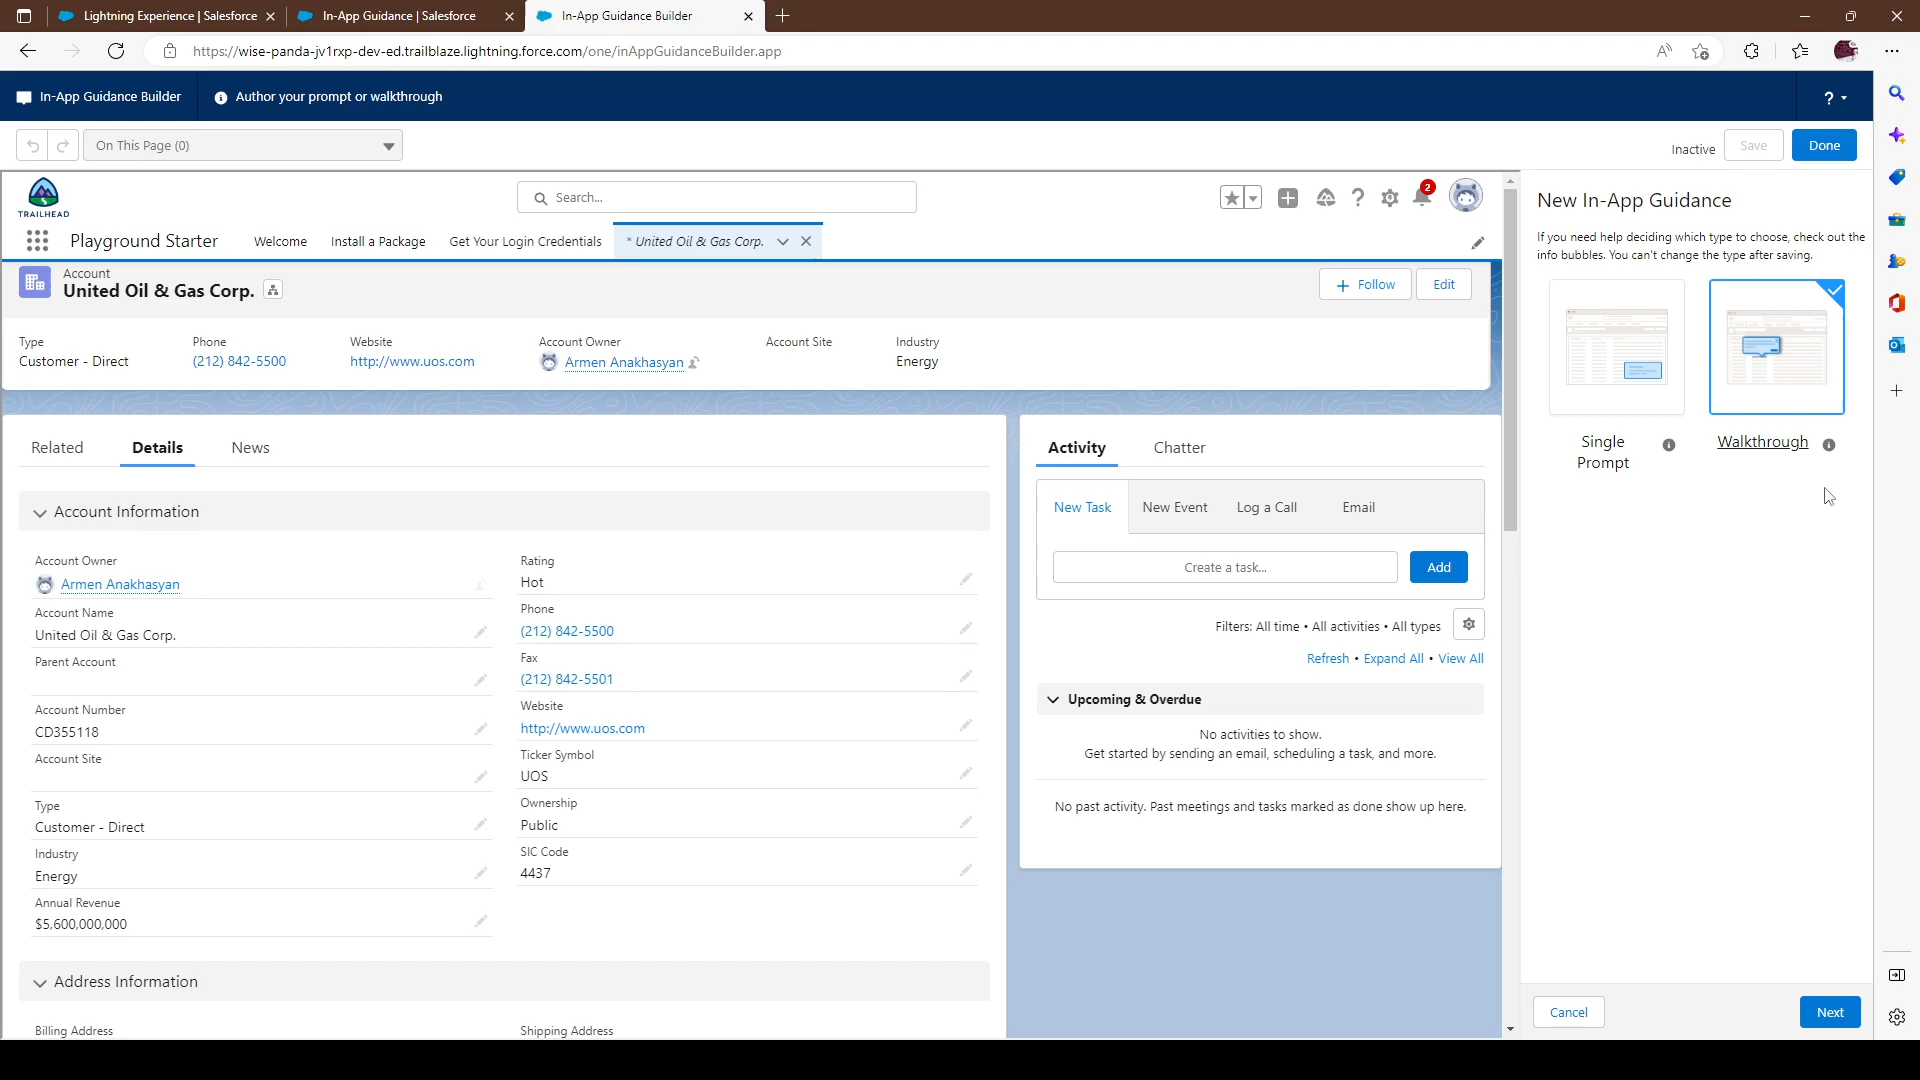 Lightning Experience | Salesforce
In-App Guidance | Salesforce
In-App Guidance Builder
https://wise-panda-jv1rxp-dev-ed.trailblaze.lightning.force.com/one/inAppGuidanceBuilder.app
In-App Guidance Builder
Author your prompt or walkthrough
?
On This Page (0)
Inactive
Save
Done
TRAILHEAD
Search...
2
Playground Starter
Welcome
Install a Package
Get Your Login Credentials
* United Oil & Gas Corp.
Account
United Oil & Gas Corp.
Follow
Edit
Type
Customer - Direct
Phone
(212) 842-5500
Website
http://www.uos.com
Account Owner
Armen Anakhasyan
Account Site
Industry
Energy
Related
Details
News
Account Information
Account Owner
Armen Anakhasyan
Account Name
United Oil & Gas Corp.
Parent Account
Account Number
CD355118
Account Site
Type
Customer - Direct
Industry
Energy
Annual Revenue
$5,600,000,000
Rating
Hot
Phone
(212) 842-5500
Fax
(212) 842-5501
Website
http://www.uos.com
Ticker Symbol
UOS
Ownership
Public
SIC Code
4437
Address Information
Billing Address
Shipping Address
Activity
Chatter
New Task
New Event
Log a Call
Email
Create a task...
Add
Filters: All time • All activities • All types
Refresh • Expand All • View All
Upcoming & Overdue
No activities to show.
Get started by sending an email, scheduling a task, and more.
No past activity. Past meetings and tasks marked as done show up here.
New In-App Guidance
If you need help deciding which type to choose, check out the
info bubbles. You can't change the type after saving.
Single
Prompt
Walkthrough
Cancel
Next